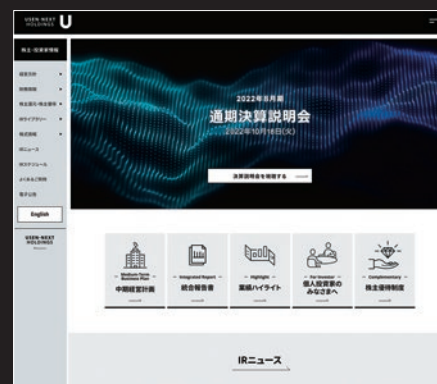 USEN-NEXT
HOLDINGS
U
株主・投資家情報
経営方針
財務情報
株主還元・株主優待
IRライブラリー
株式情報
IRニュース
IRスケジュール
よくあるご質問
電子公告
English
USEN-NEXT
HOLDINGS
2022年8月期
通期決算説明会
2022年10月18日(火)
決算説明会を視聴する
Medium-Term
Business Plan
中期経営計画
Integrated Report
統合報告書
Highlight
業績ハイライト
For Investor
個人投資家の
みなさまへ
Complimentary
株主優待制度
IRニュース